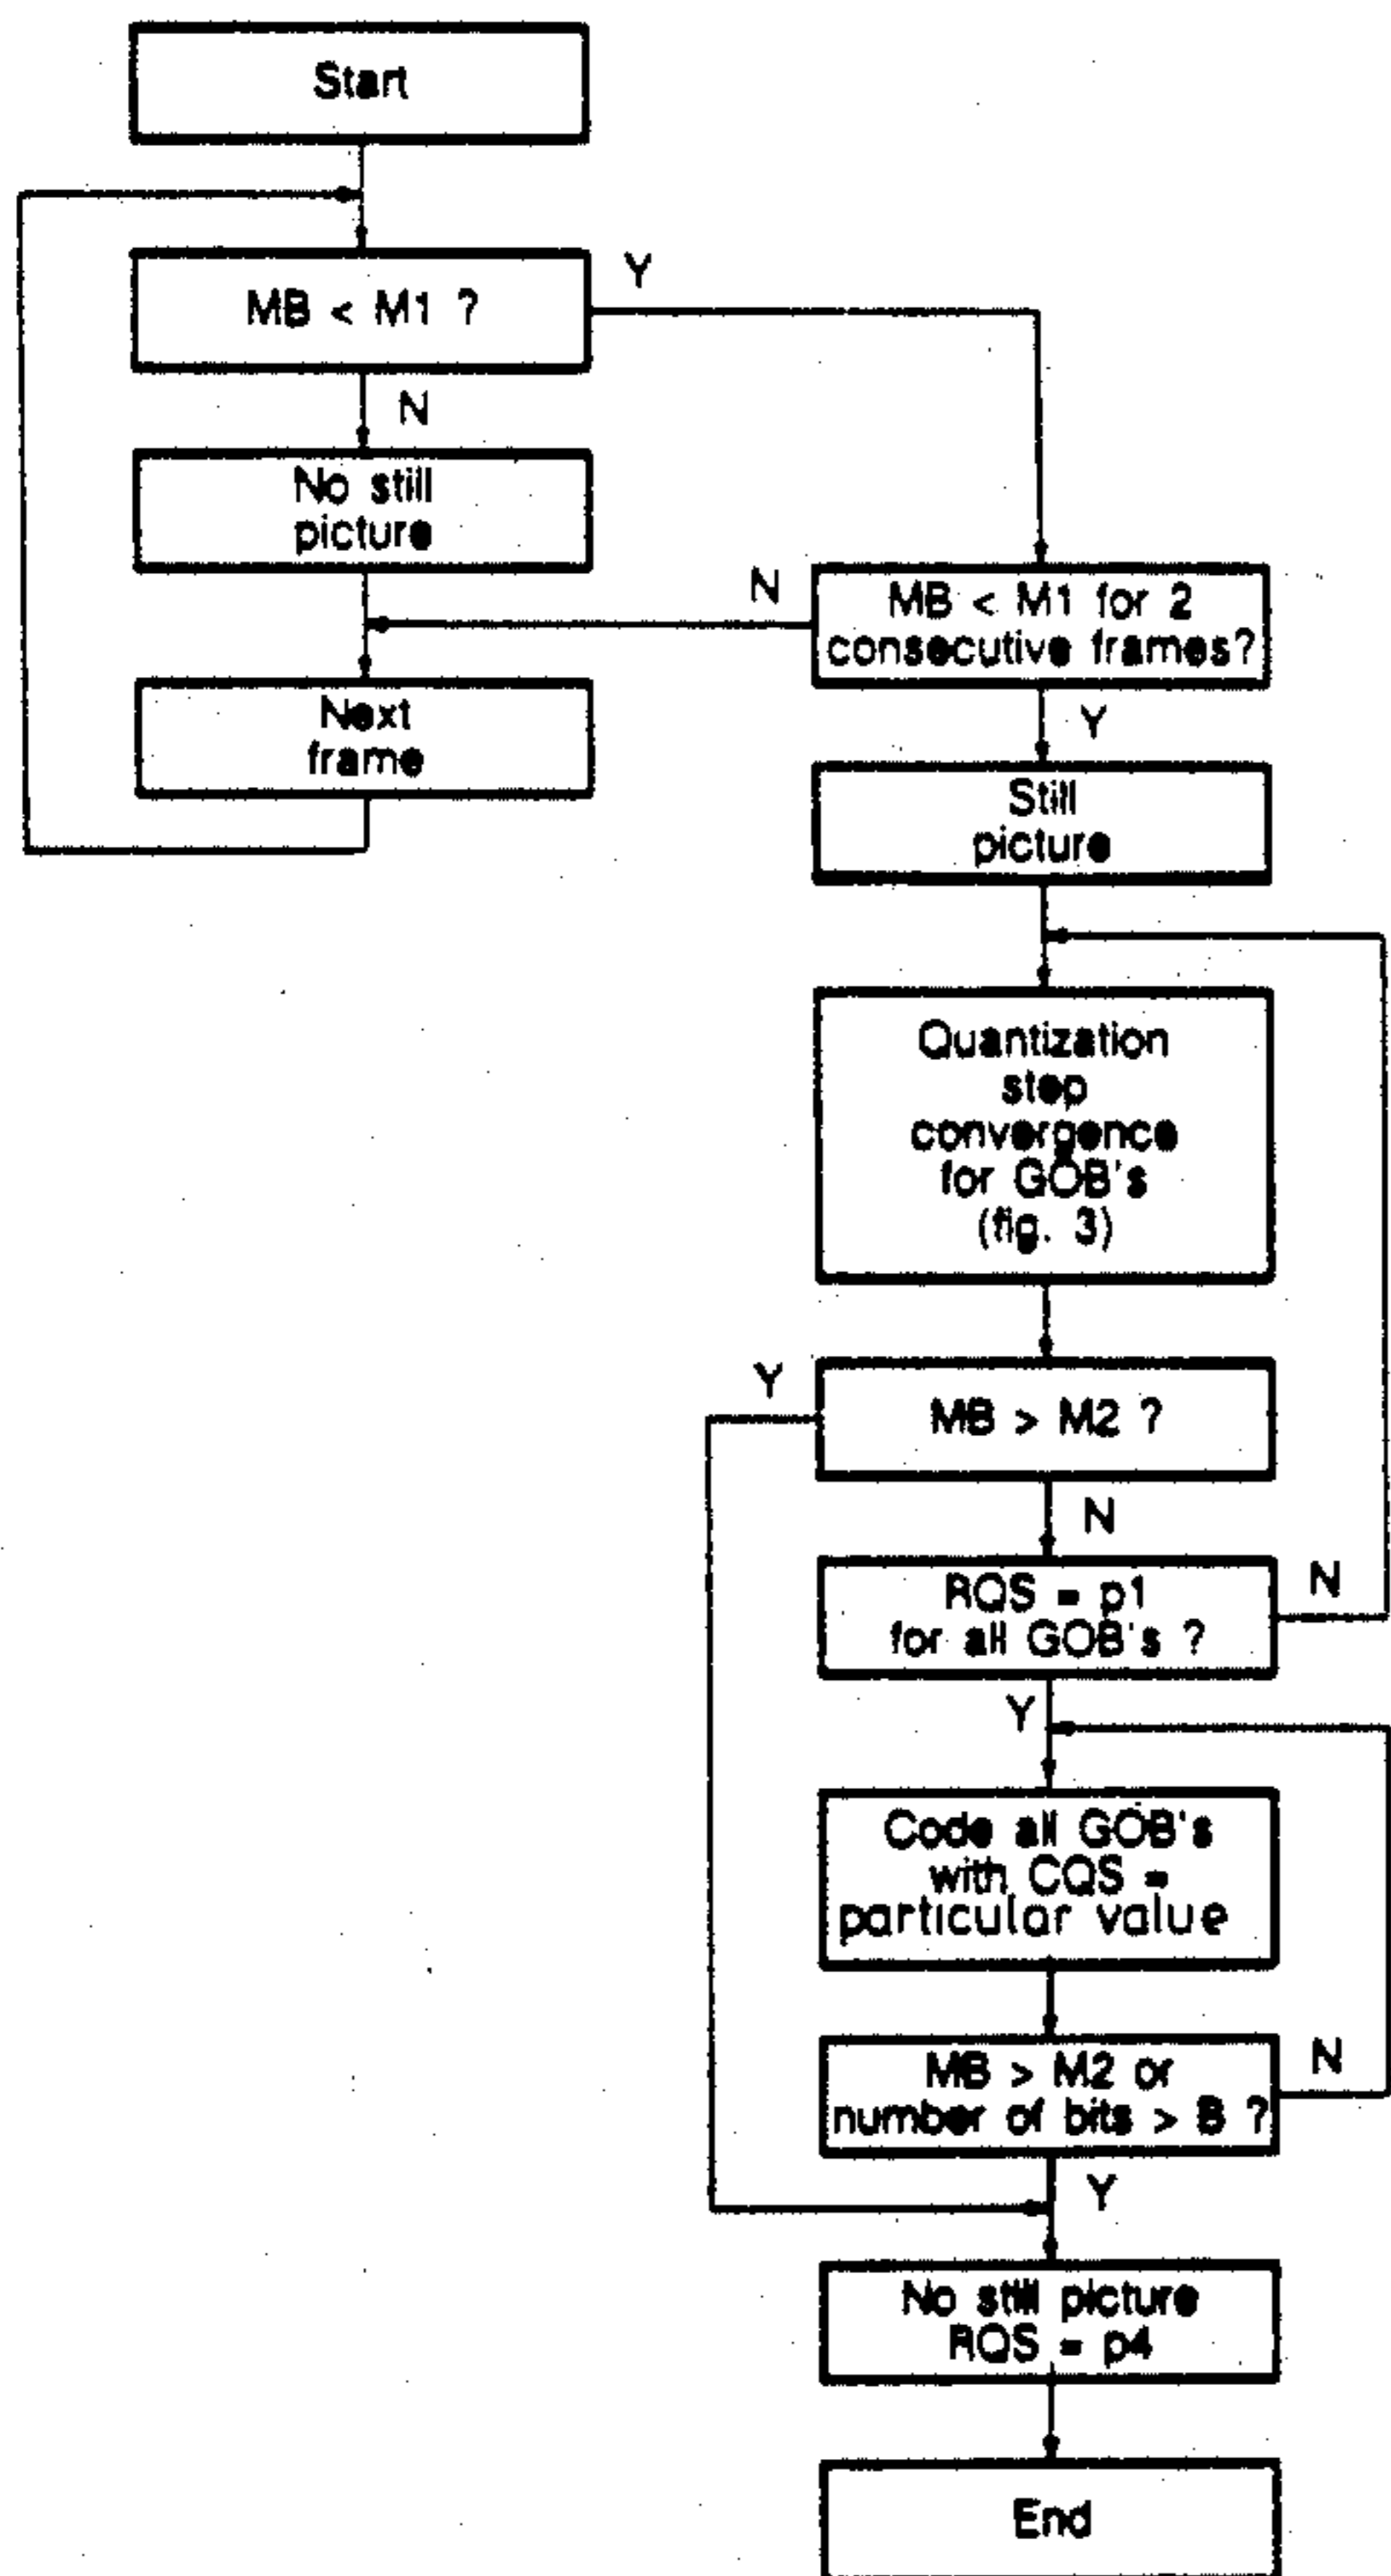 Start
MB < M1 ?
Y
N
No still
picture
N
MB < M1 for 2
consecutive frames?
Next
frame
Y
Still
picture
Quantization
step
convergence
for GOB's
(fig. 3)
Y
MB > M2 ?
N
RQS = p1
for all GOB's ?
N
Y
Code all GOB's
with CQS =
particular value
MB > M2 or
number of bits > B ?
N
Y
No still picture
RQS = p4
End